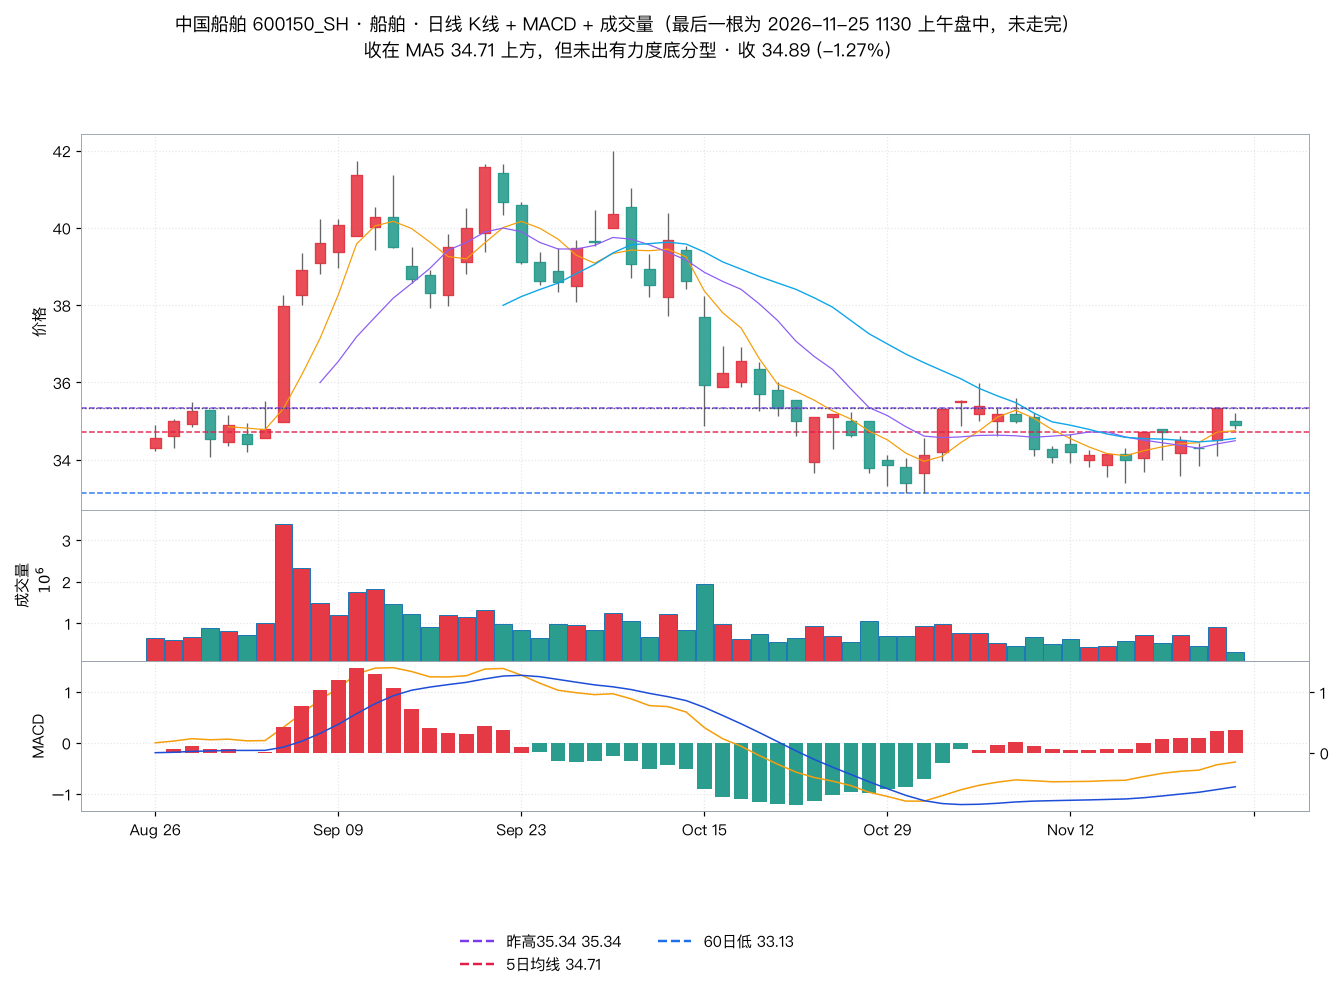 中国船舶 600150_SH · 船舶 · 日线 K线 + MACD + 成交量（最后一根为 2026-11-25 1130 上午盘中，未走完）
收在 MA5 34.71 上方，但未出有力度底分型 · 收 34.89 (−1.27%)
价格
42
40
38
36
34
成交量
10⁶
3
2
1
MACD
1
0
−1
1
0
Aug 26
Sep 09
Sep 23
Oct 15
Oct 29
Nov 12
昨高35.34 35.34
60日低 33.13
5日均线 34.71